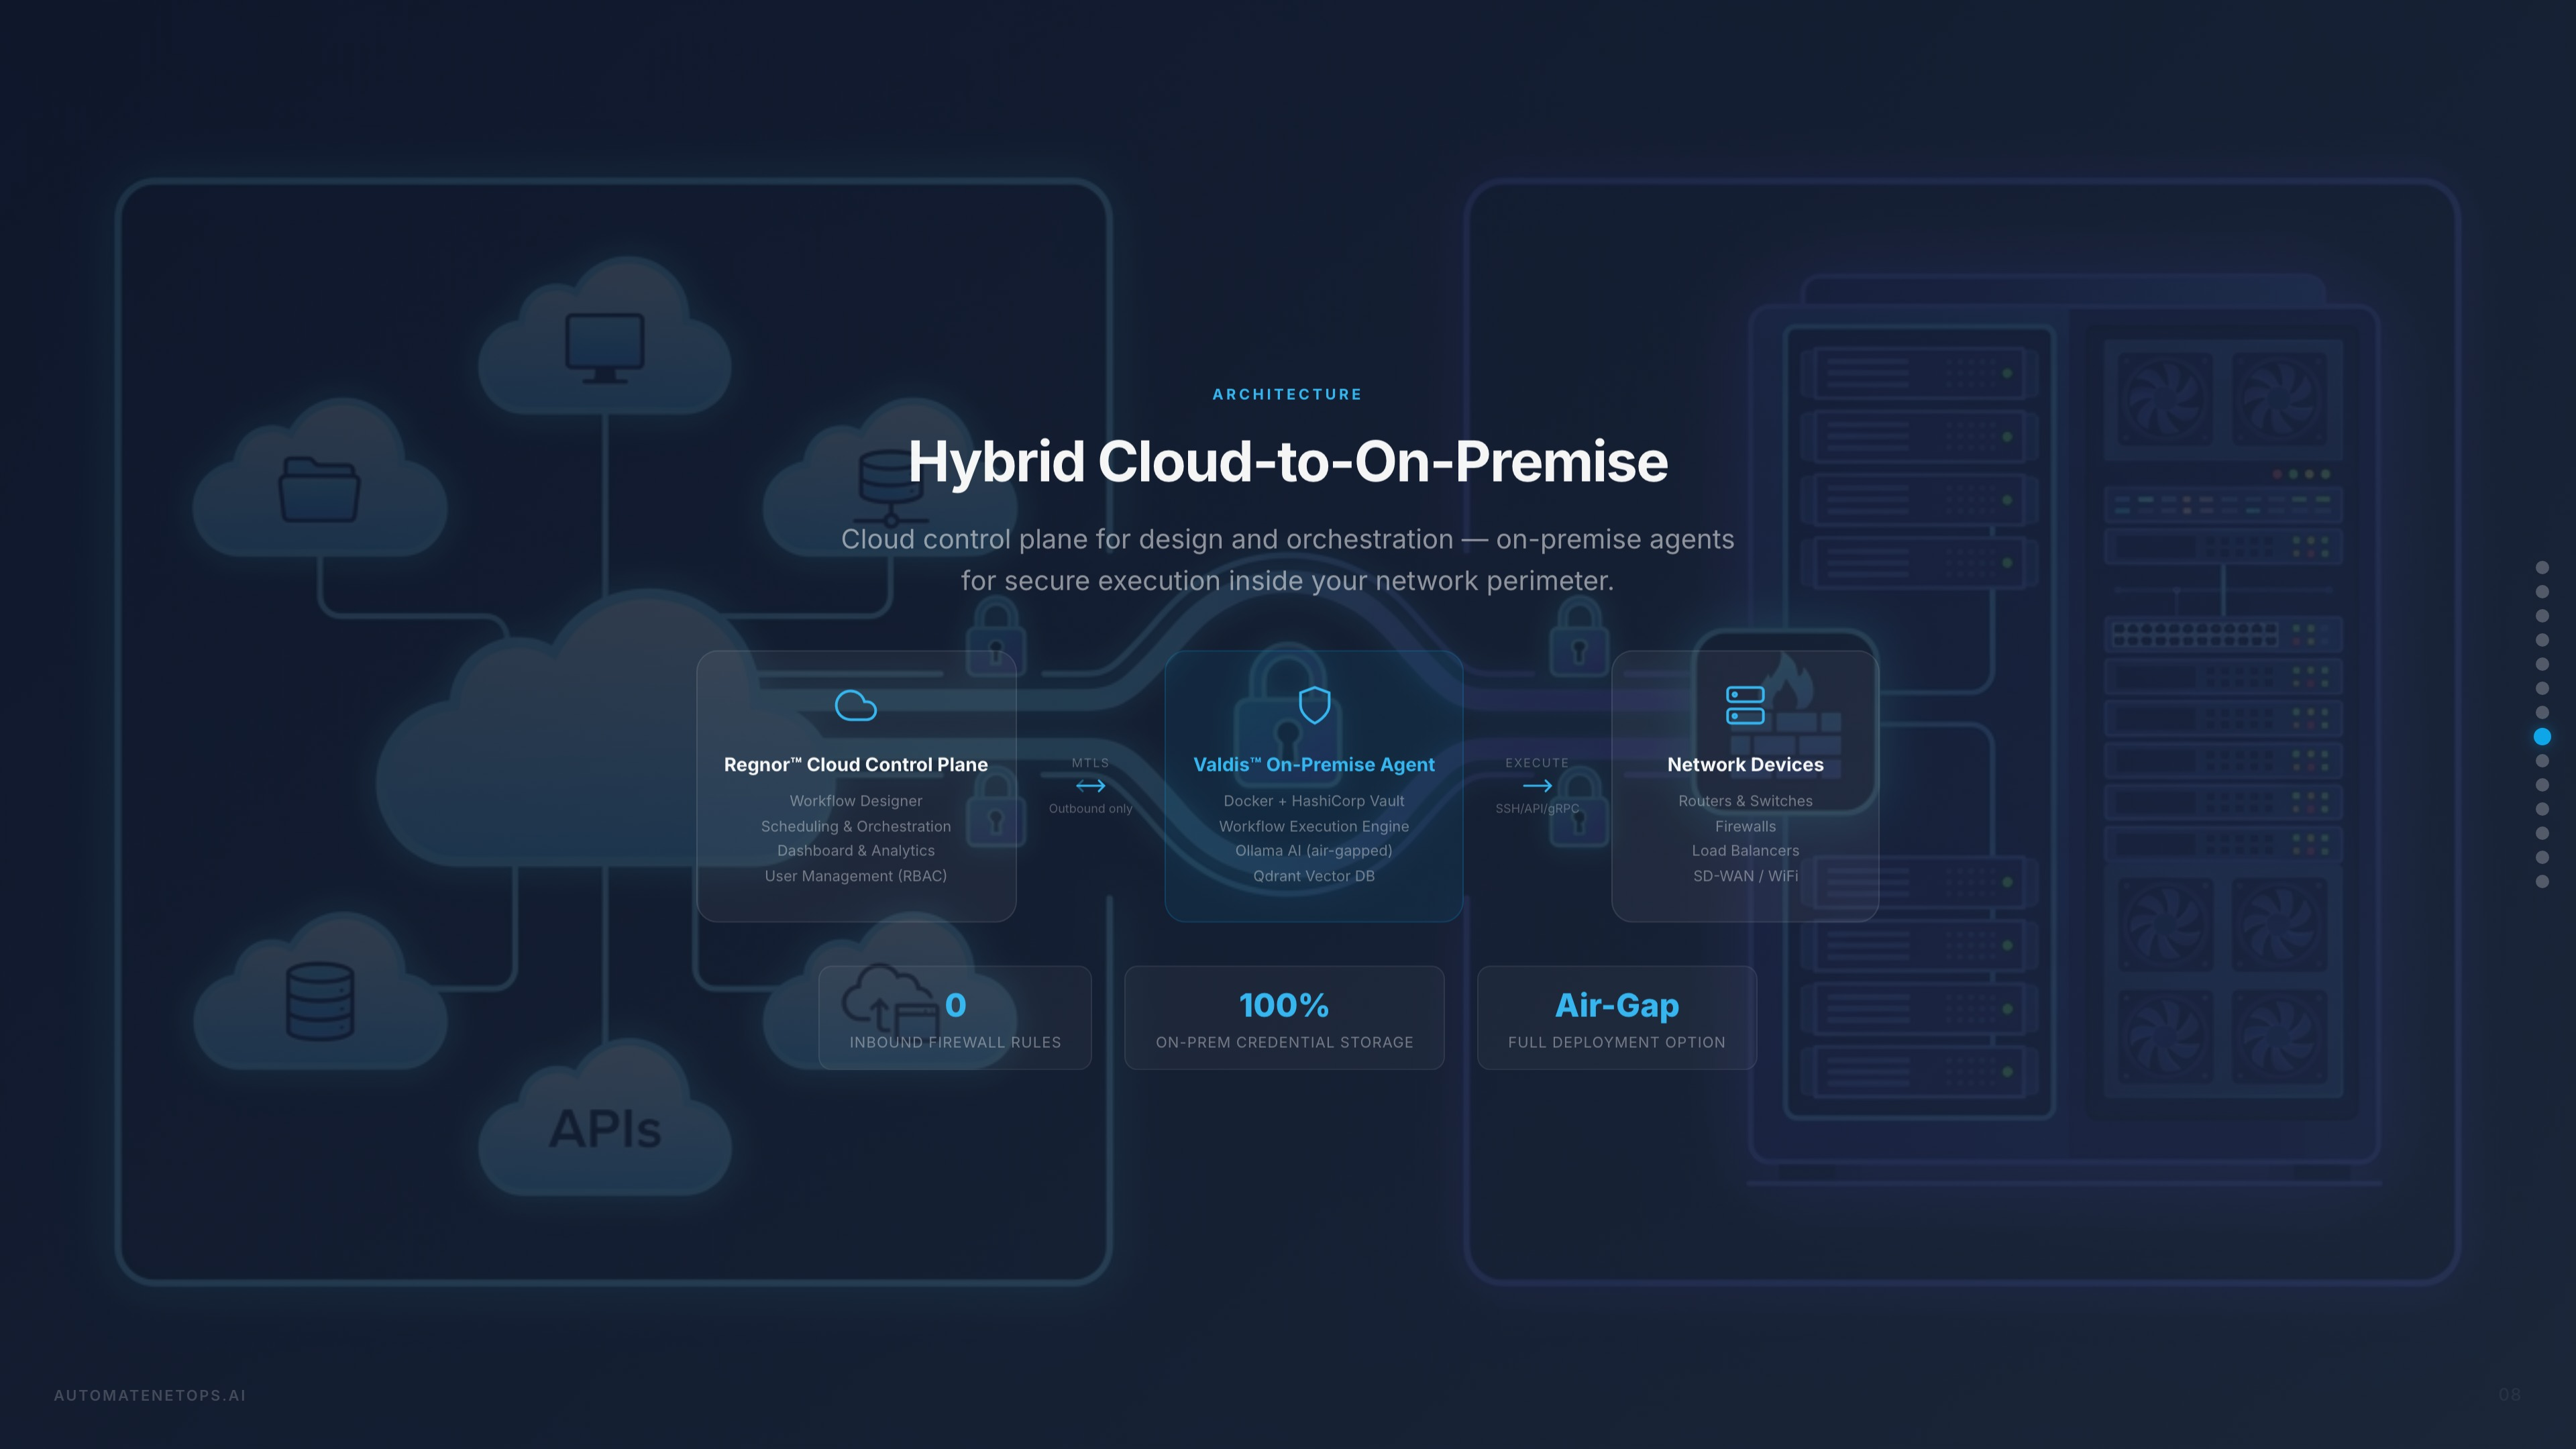 ARCHITECTURE
Hybrid Cloud-to-On-Premise
Cloud control plane for design and orchestration — on-premise agents
for secure execution inside your network perimeter.
Regnor™ Cloud Control Plane
Workflow Designer
Scheduling & Orchestration
Dashboard & Analytics
User Management (RBAC)
MTLS
Outbound only
Valdis™ On-Premise Agent
Docker + HashiCorp Vault
Workflow Execution Engine
Ollama AI (air-gapped)
Qdrant Vector DB
EXECUTE
SSH/API/gRPC
Network Devices
Routers & Switches
Firewalls
Load Balancers
SD-WAN / WiFi
0
INBOUND FIREWALL RULES
100%
ON-PREM CREDENTIAL STORAGE
Air-Gap
FULL DEPLOYMENT OPTION
APIs
AUTOMATENETOPS.AI
08